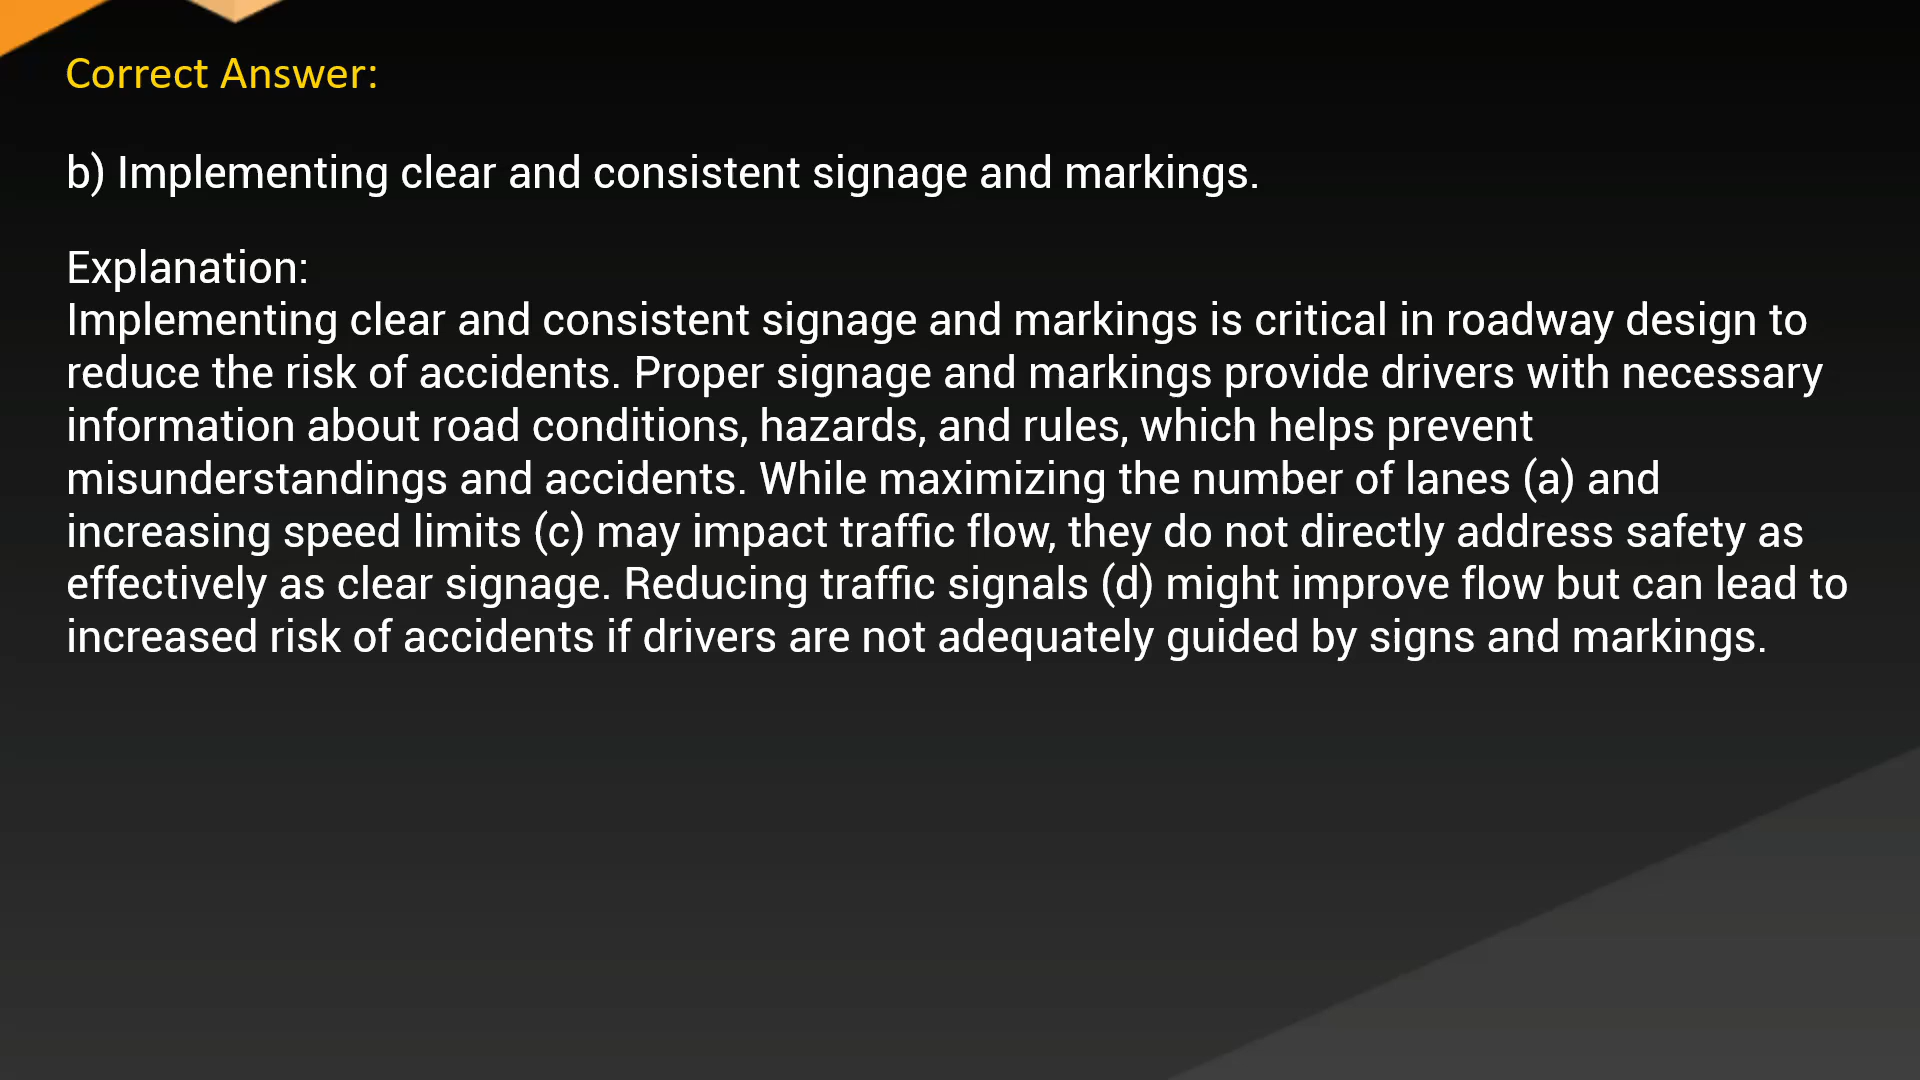 Correct Answer:
b) Implementing clear and consistent signage and markings.
Explanation:
Implementing clear and consistent signage and markings is critical in roadway design to
reduce the risk of accidents. Proper signage and markings provide drivers with necessary
information about road conditions, hazards, and rules, which helps prevent
misunderstandings and accidents. While maximizing the number of lanes (a) and
increasing speed limits (c) may impact traffic flow, they do not directly address safety as
effectively as clear signage. Reducing traffic signals (d) might improve flow but can lead to
increased risk of accidents if drivers are not adequately guided by signs and markings.